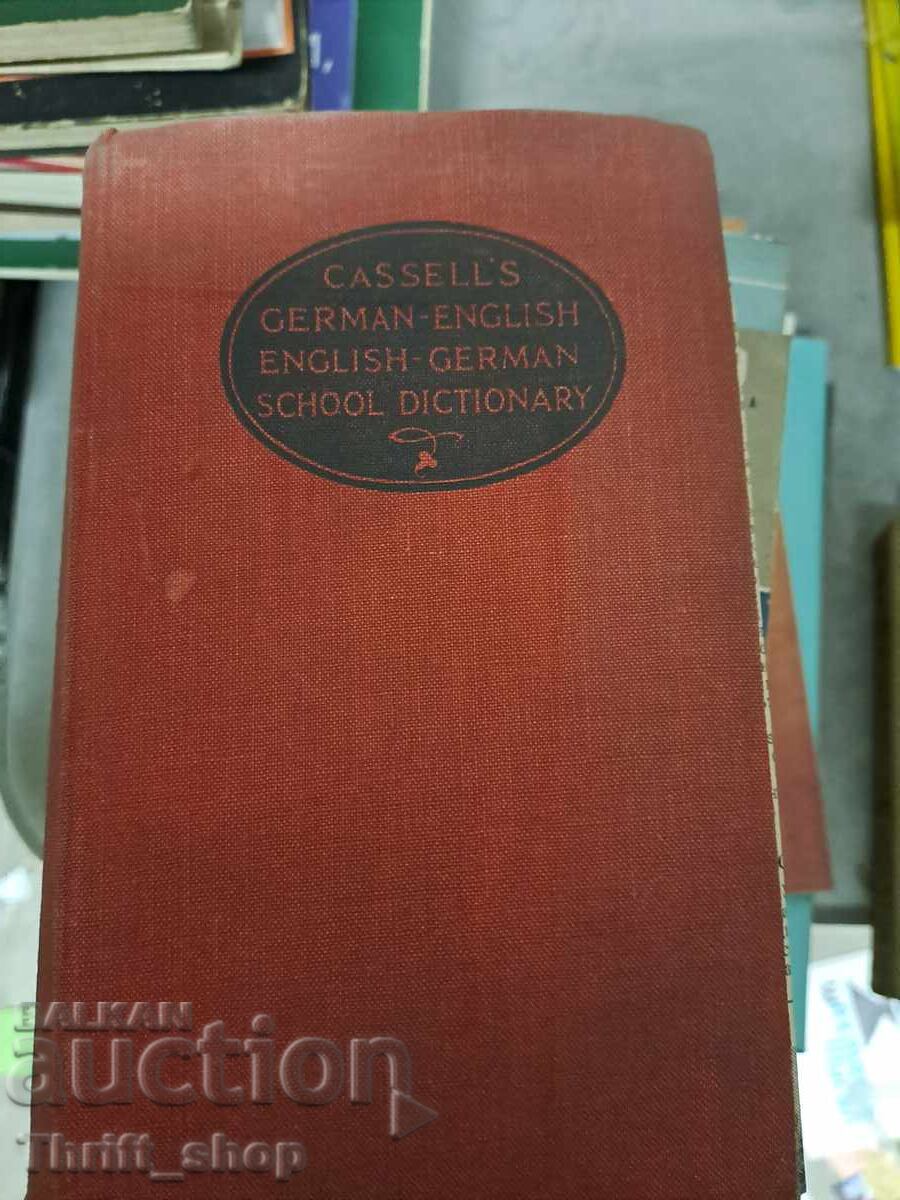 CASSELL'S
GERMAN-ENGLISH
ENGLISH-GERMAN
SCHOOL DICTIONARY
BALKAN
auction
Thrift_shop